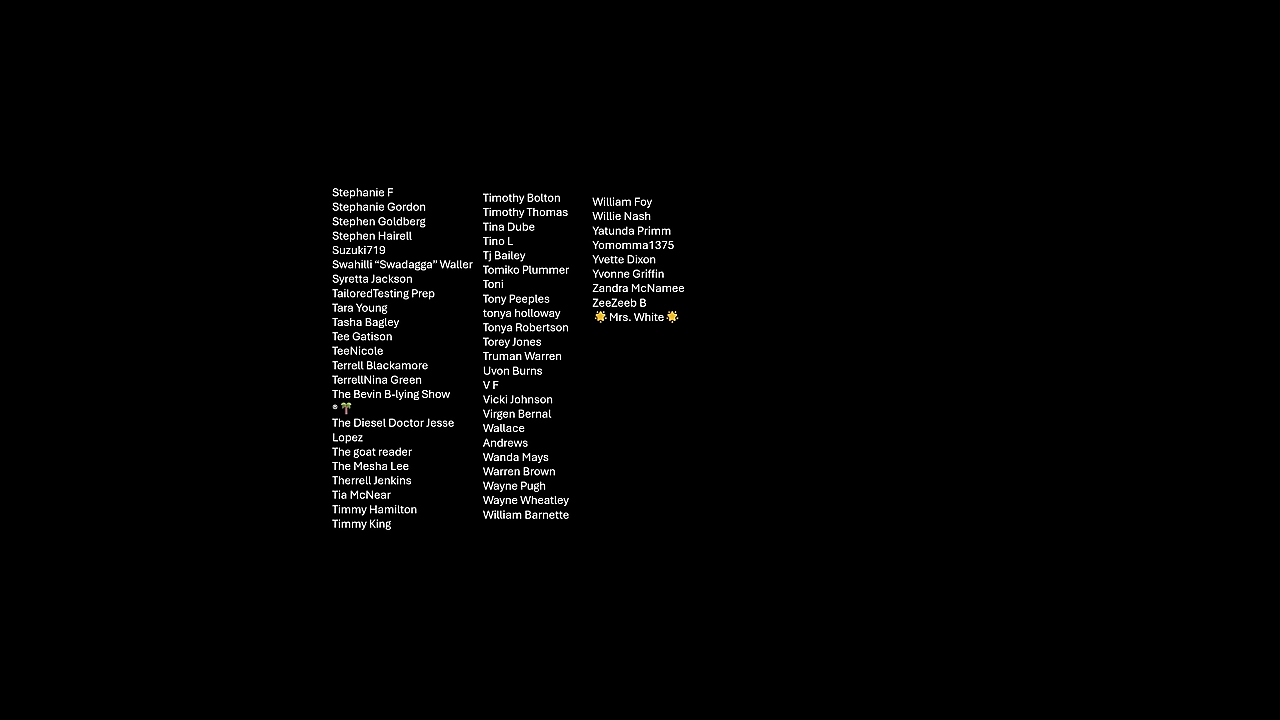 Stephanie F
Stephanie Gordon
Stephen Goldberg
Stephen Hairell
Suzuki719
Swahilli “Swadagga” Waller
Syretta Jackson
TailoredTesting Prep
Tara Young
Tasha Bagley
Tee Gatison
TeeNicole
Terrell Blackamore
TerrellNina Green
The Bevin B-lying Show
® 🌴
The Diesel Doctor Jesse
Lopez
The goat reader
The Mesha Lee
Therrell Jenkins
Tia McNear
Timmy Hamilton
Timmy King
Timothy Bolton
Timothy Thomas
Tina Dube
Tino L
Tj Bailey
Tomiko Plummer
Toni
Tony Peeples
tonya holloway
Tonya Robertson
Torey Jones
Truman Warren
Uvon Burns
V F
Vicki Johnson
Virgen Bernal
Wallace
Andrews
Wanda Mays
Warren Brown
Wayne Pugh
Wayne Wheatley
William Barnette
William Foy
Willie Nash
Yatunda Primm
Yomomma1375
Yvette Dixon
Yvonne Griffin
Zandra McNamee
ZeeZeeb B
🌟 Mrs. White 🌟